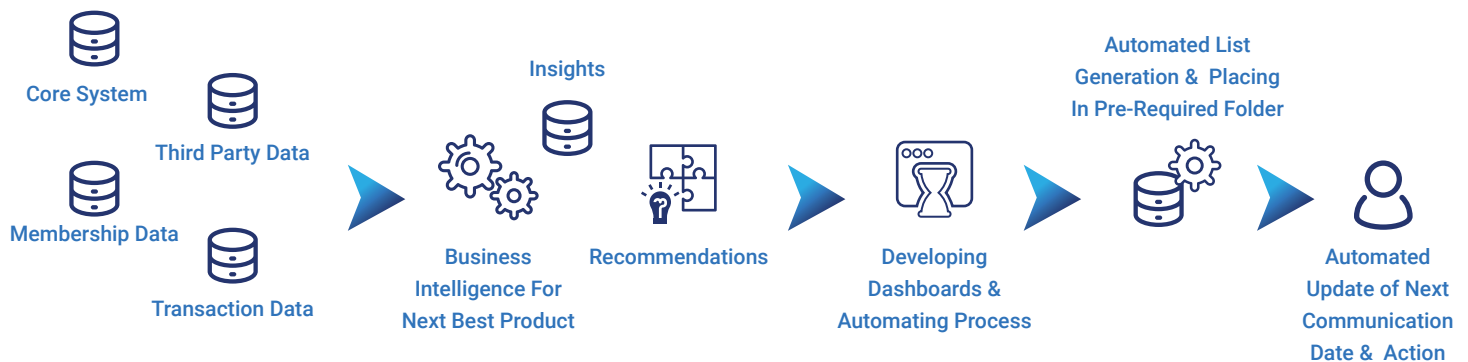 Core System
Third Party Data
Membership Data
Transaction Data
Insights
Business
Intelligence For
Next Best Product
Recommendations
Developing
Dashboards &
Automating Process
Automated List
Generation & Placing
In Pre-Required Folder
Automated
Update of Next
Communication
Date & Action